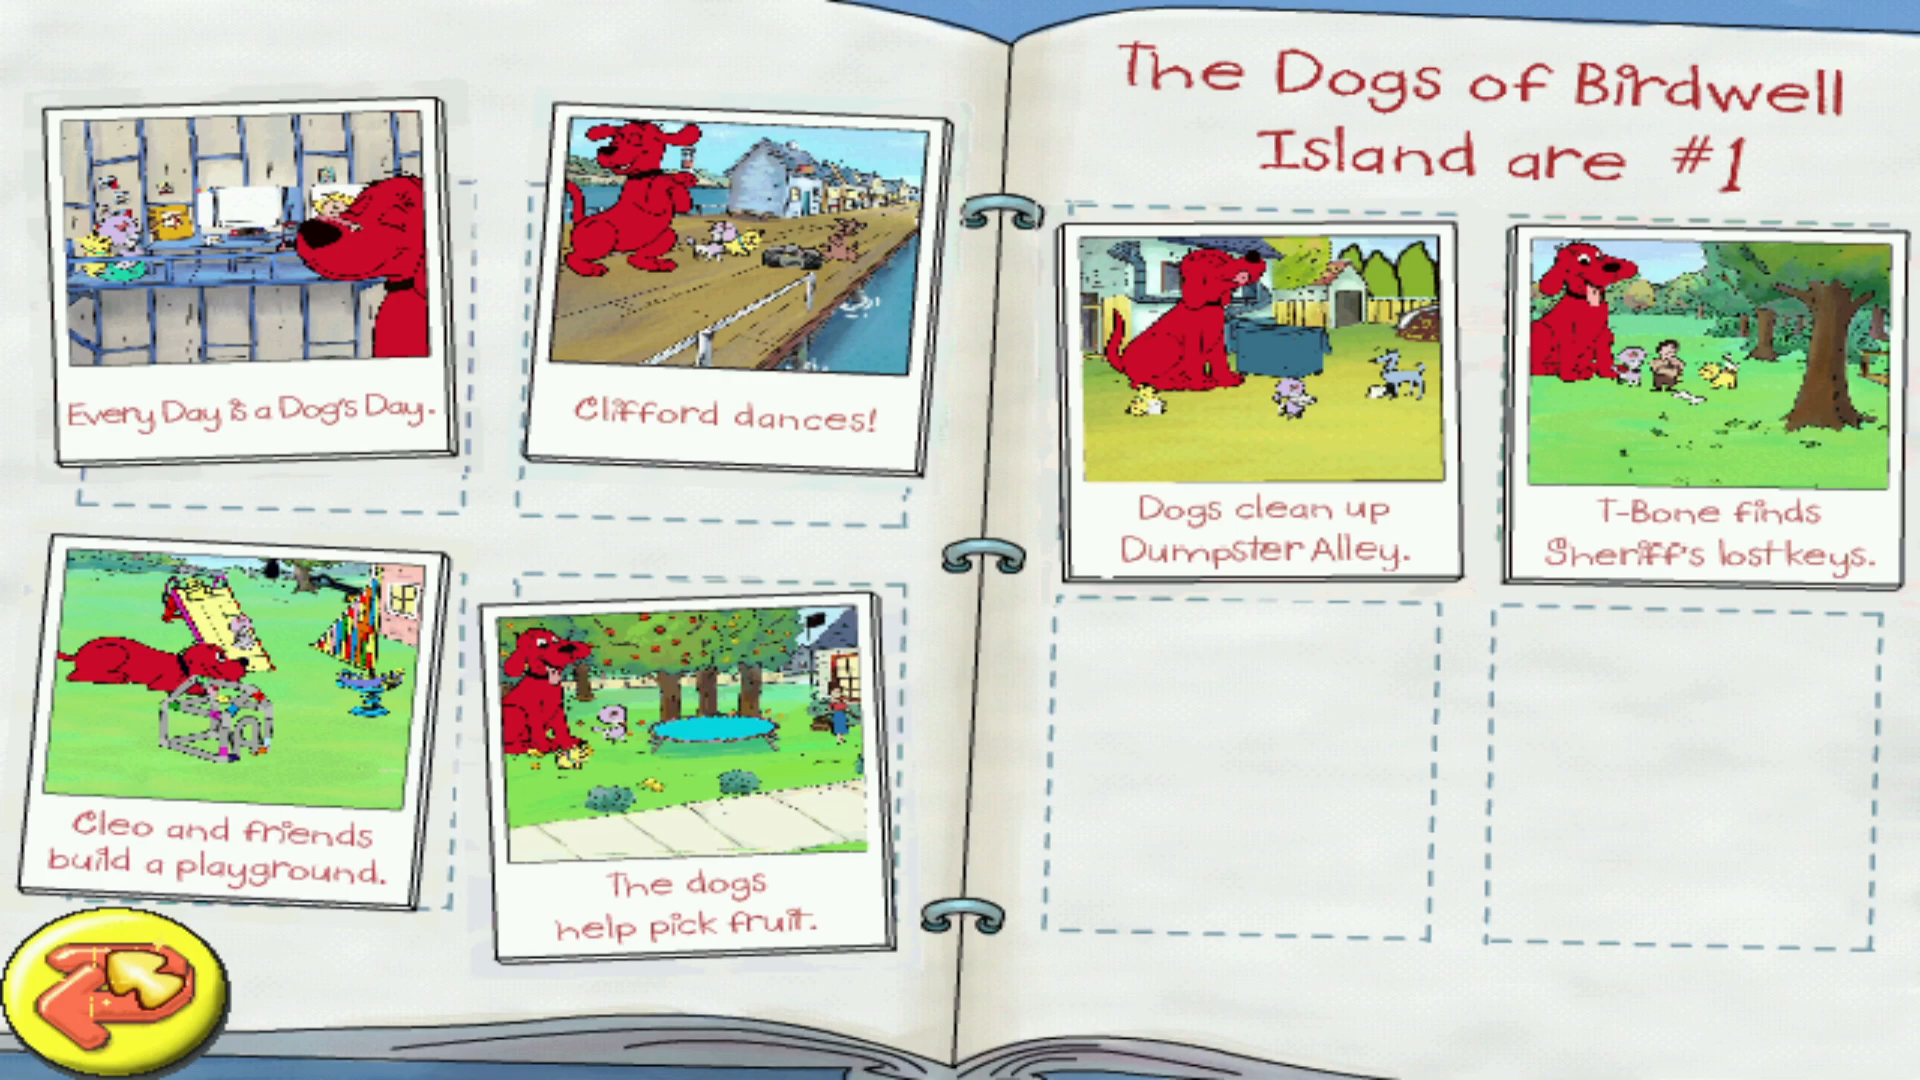 Every Day is a Dog's Day.
Clifford dances!
Cleo and friends
build a playground.
The dogs
help pick fruit.
The Dogs of Birdwell
Island are #1
Dogs clean up
Dumpster Alley.
T-Bone finds
Sheriff's lost keys.